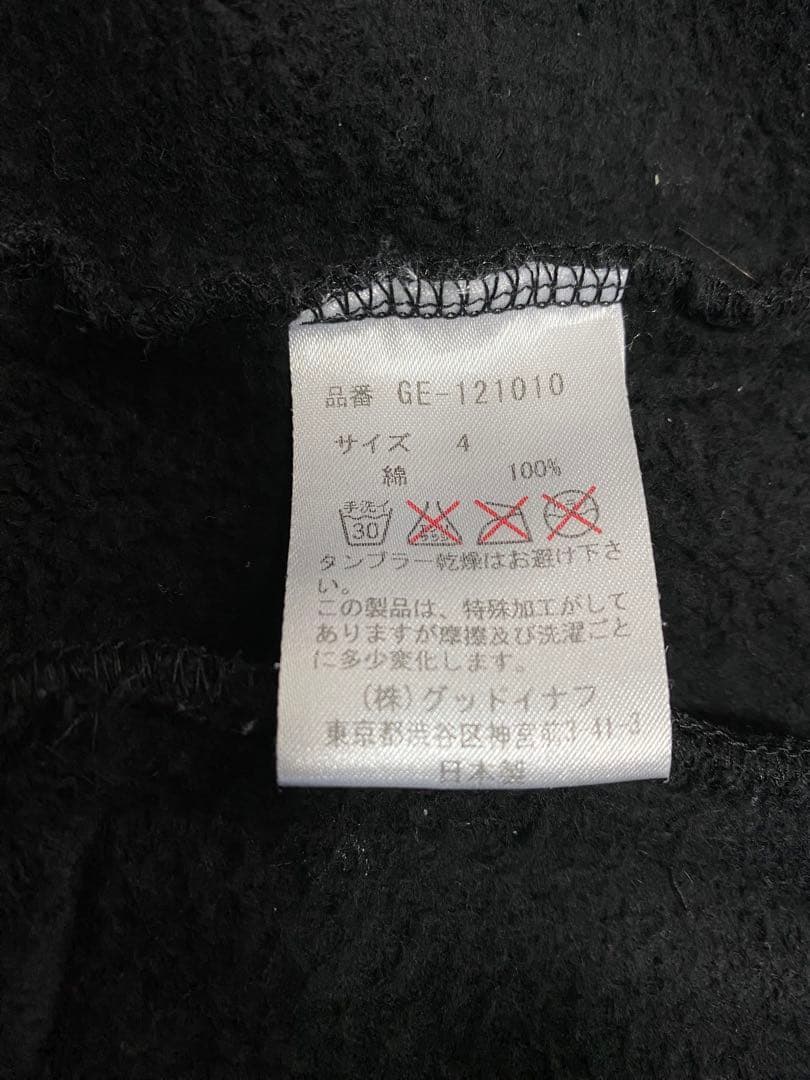 品番 GE-121010
サイズ 4
綿 100%
手洗イ
30
タンブラー乾燥はお避け下さ
い。
この製品は、特殊加工がして
ありますが摩擦及び洗濯ごと
に多少変化します。
(株)グッドイナフ
東京都渋谷区神宮前3-41-3
日本製